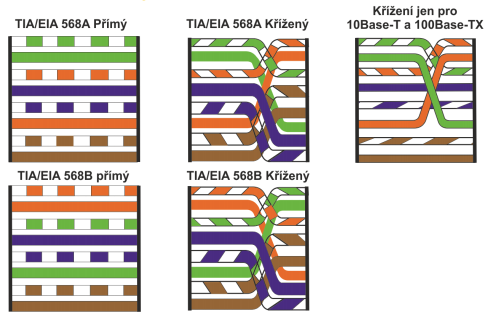 TIA/EIA 568A Přímý
TIA/EIA 568A Křížený
Křížení jen pro
10Base-T a 100Base-TX
TIA/EIA 568B přímý
TIA/EIA 568B Křížený